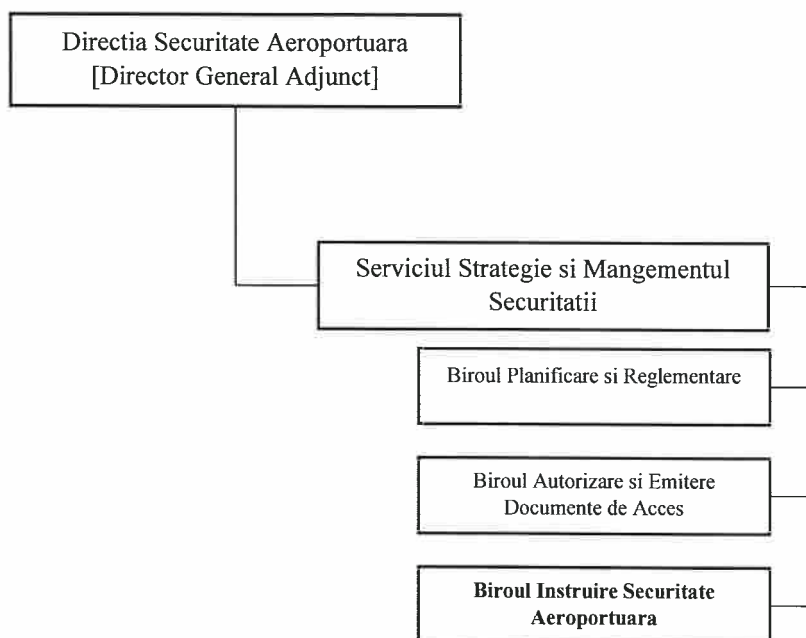 Directia Securitate Aeroportuara
[Director General Adjunct]
Serviciul Strategie si Mangementul
Securitatii
Biroul Planificare si Reglementare
Biroul Autorizare si Emitere
Documente de Acces
Biroul Instruire Securitate
Aeroportuara